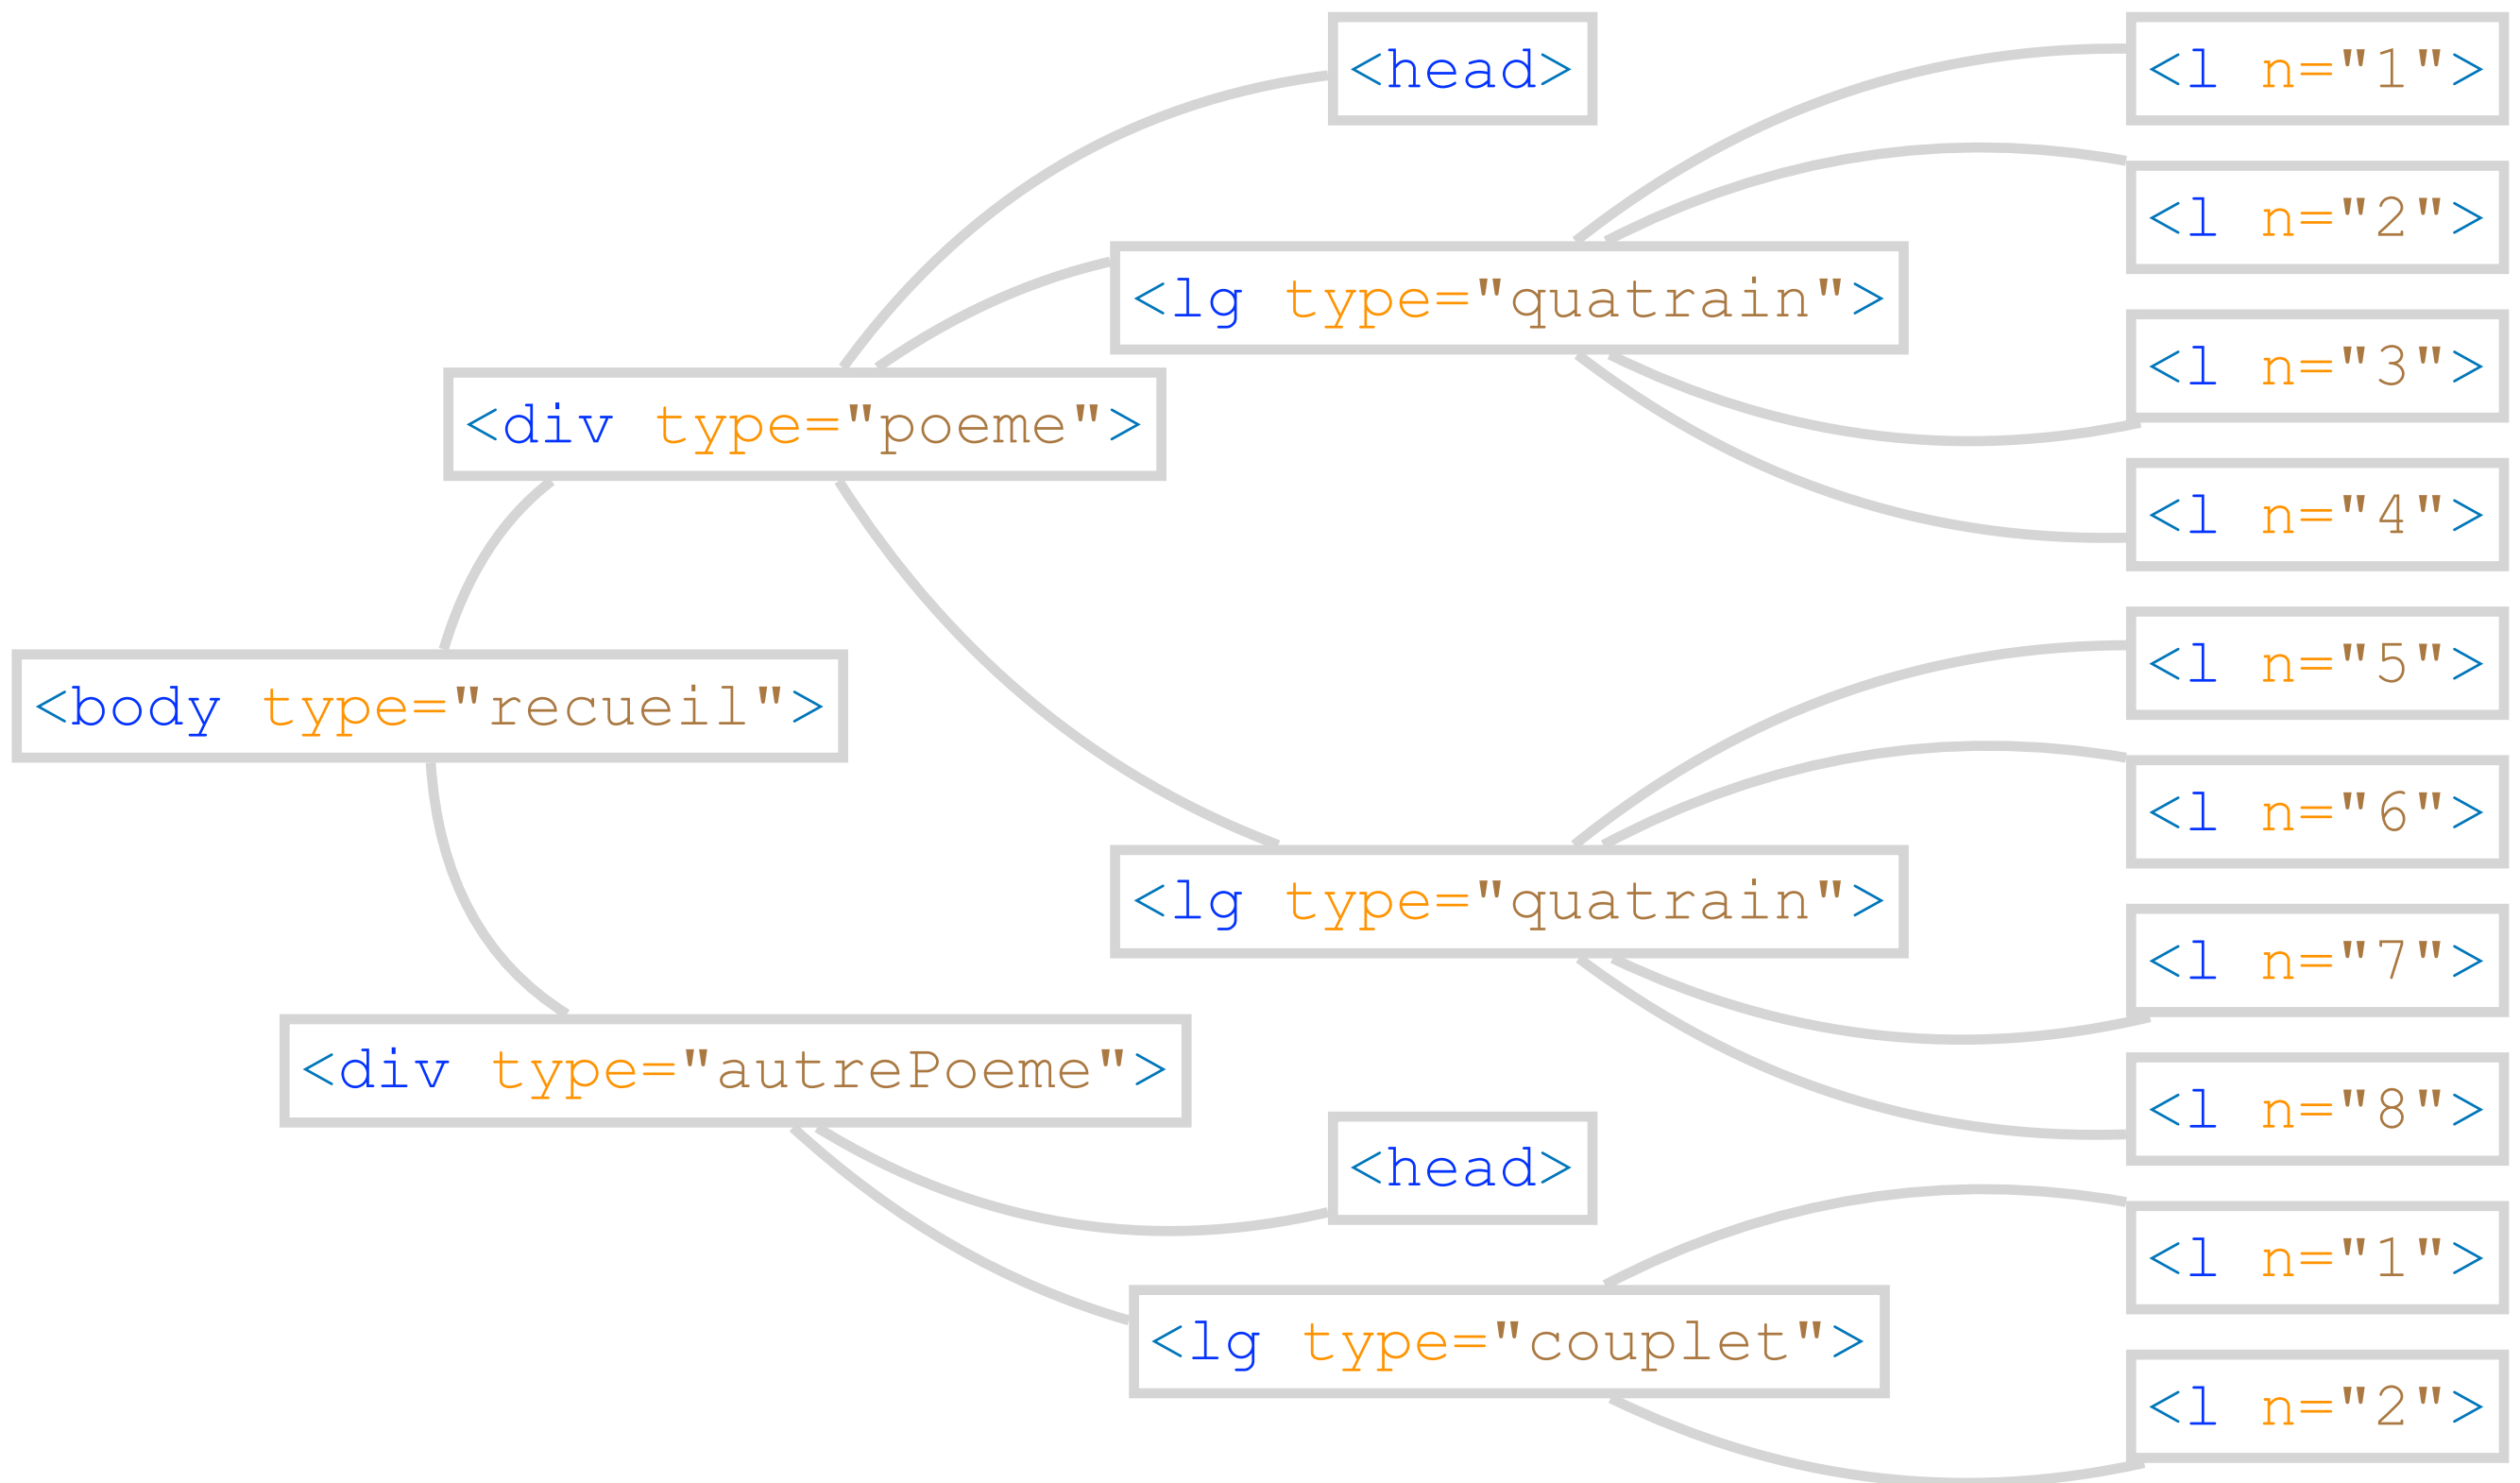 <head>
<l n="1">
<l n="2">
<lg type="quatrain">
<l n="3">
<div type="poeme">
<l n="4">
<l n="5">
<body type="recueil">
<l n="6">
<lg type="quatrain">
<l n="7">
<div type="autrePoeme">
<l n="8">
<head>
<l n="1">
<lg type="couplet">
<l n="2">